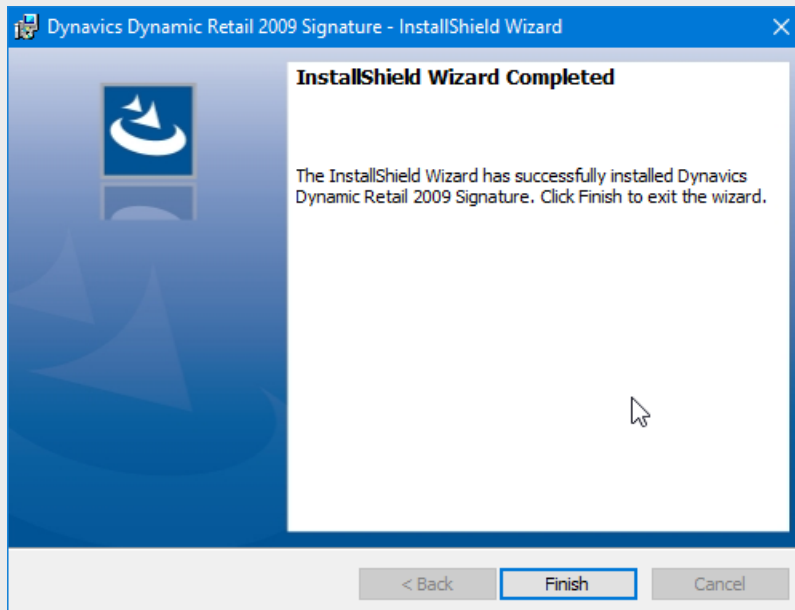 Dynavics Dynamic Retail 2009 Signature - InstallShield Wizard
InstallShield Wizard Completed
The InstallShield Wizard has successfully installed Dynavics
Dynamic Retail 2009 Signature. Click Finish to exit the wizard.
< Back
Finish
Cancel